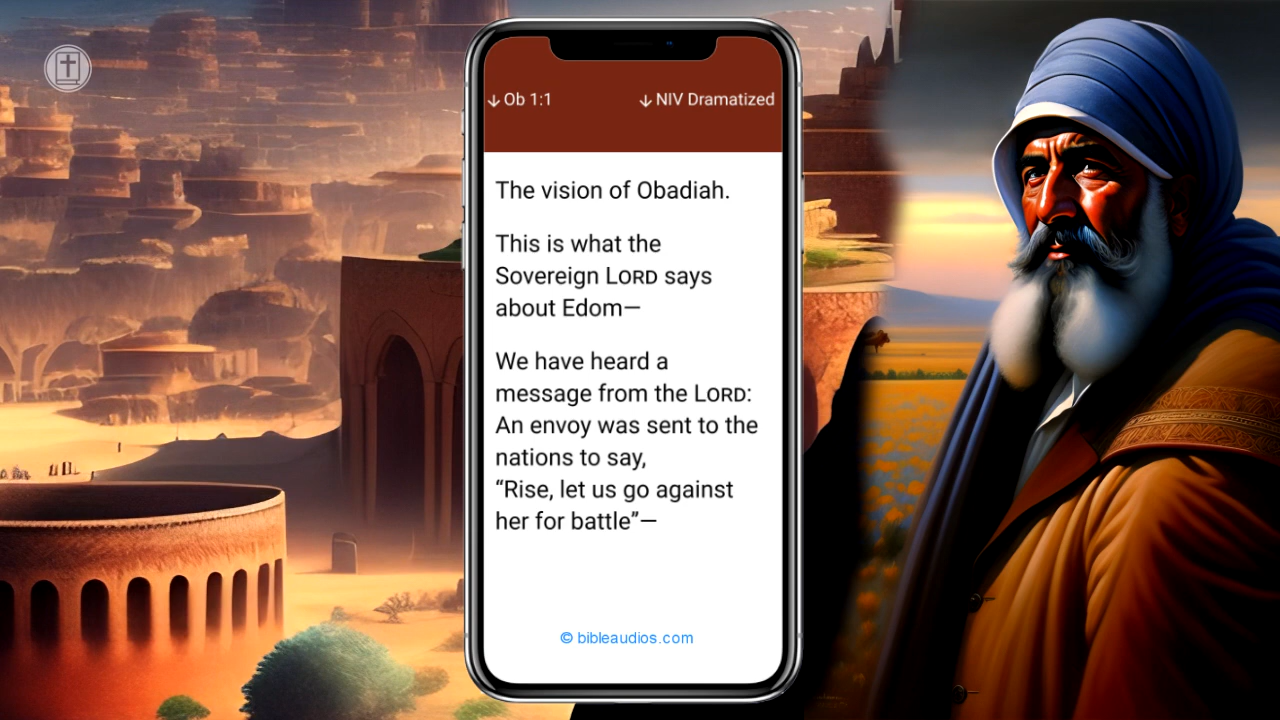 ↓ Ob 1:1 ↓ NIV Dramatized
The vision of Obadiah.
This is what the
Sovereign LORD says
about Edom—
We have heard a
message from the LORD:
An envoy was sent to the
nations to say,
“Rise, let us go against
her for battle”—
© bibleaudios.com